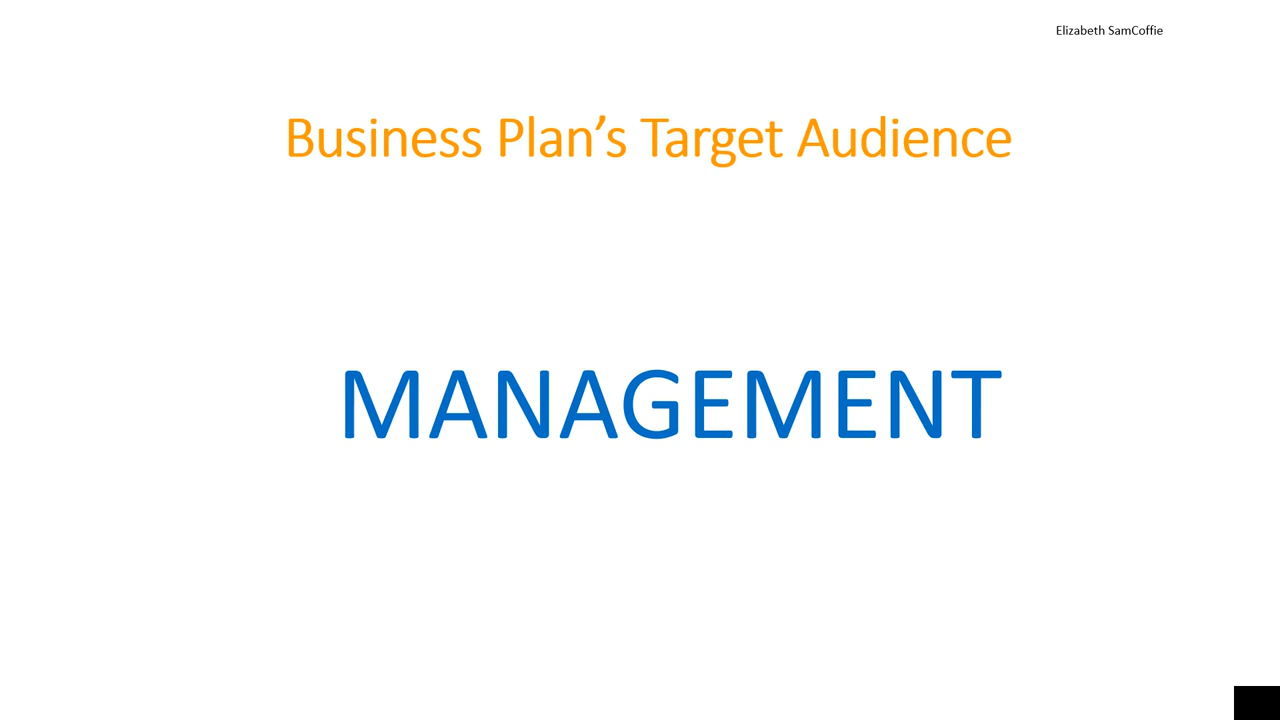 Elizabeth SamCoffie
Business Plan’s Target Audience
MANAGEMENT